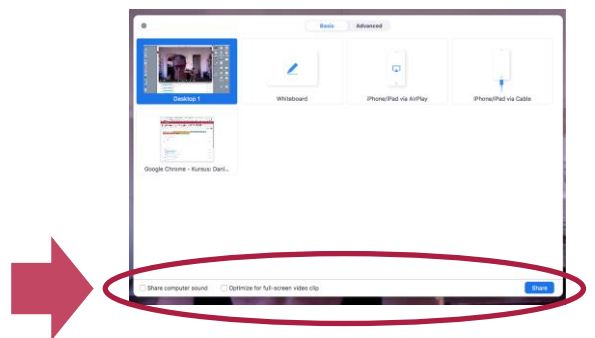 Basic Advanced
Desktop 1 Whiteboard iPhone/iPad via AirPlay iPhone/iPad via Cable
Google Chrome - Kursus: Dani...
Share computer sound Optimize for full-screen video clip Share